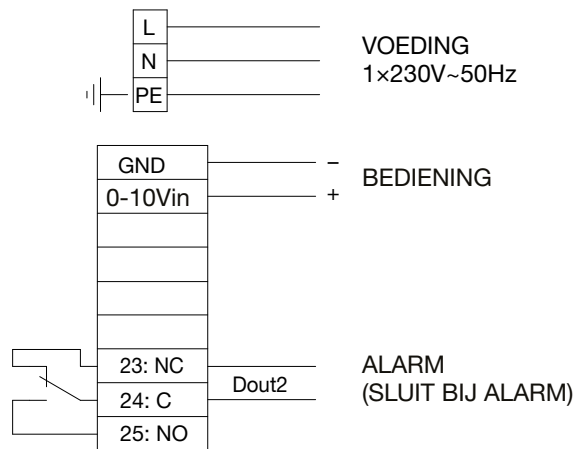 L
N
PE
VOEDING
1×230V~50Hz
GND
–
0-10Vin
+
BEDIENING
23: NC
24: C
25: NO
Dout2
ALARM
(SLUIT BIJ ALARM)